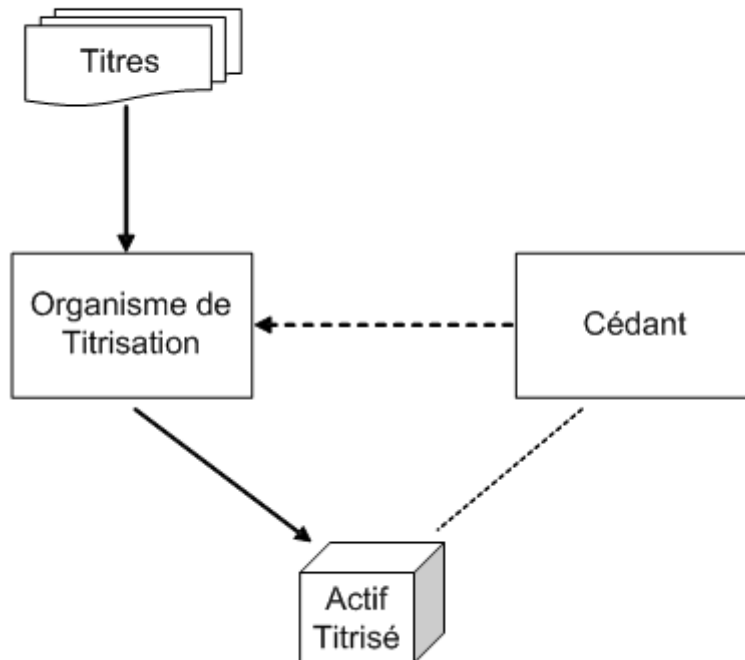 Titres
Organisme de
Titrisation
Cédant
Actif
Titrisé